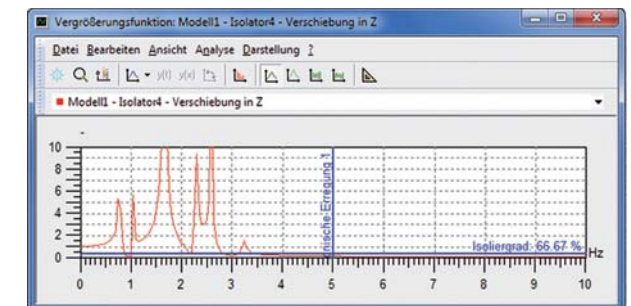 Vergrößerungsfunktion: Modell1 - Isolator4 - Verschiebung in Z
Datei Bearbeiten Ansicht Analyse Darstellung ?
y(t) y(x)
Modell1 - Isolator4 - Verschiebung in Z
-
10
8
6
4
2
0
nische-Erregung 1
Isoliergrad: 66.67 %
Hz
0 1 2 3 4 5 6 7 8 9 10